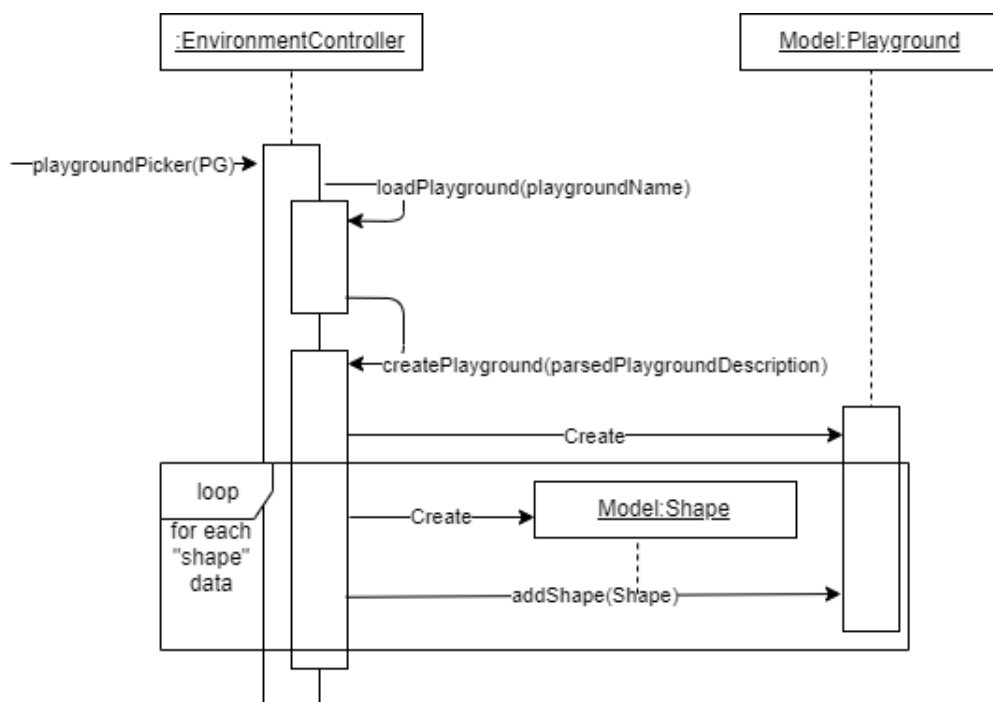 :EnvironmentController
Model:Playground
playgroundPicker(PG)
loadPlayground(playgroundName)
createPlayground(parsedPlaygroundDescription)
Create
loop
for each
"shape"
data
Create
Model:Shape
addShape(Shape)